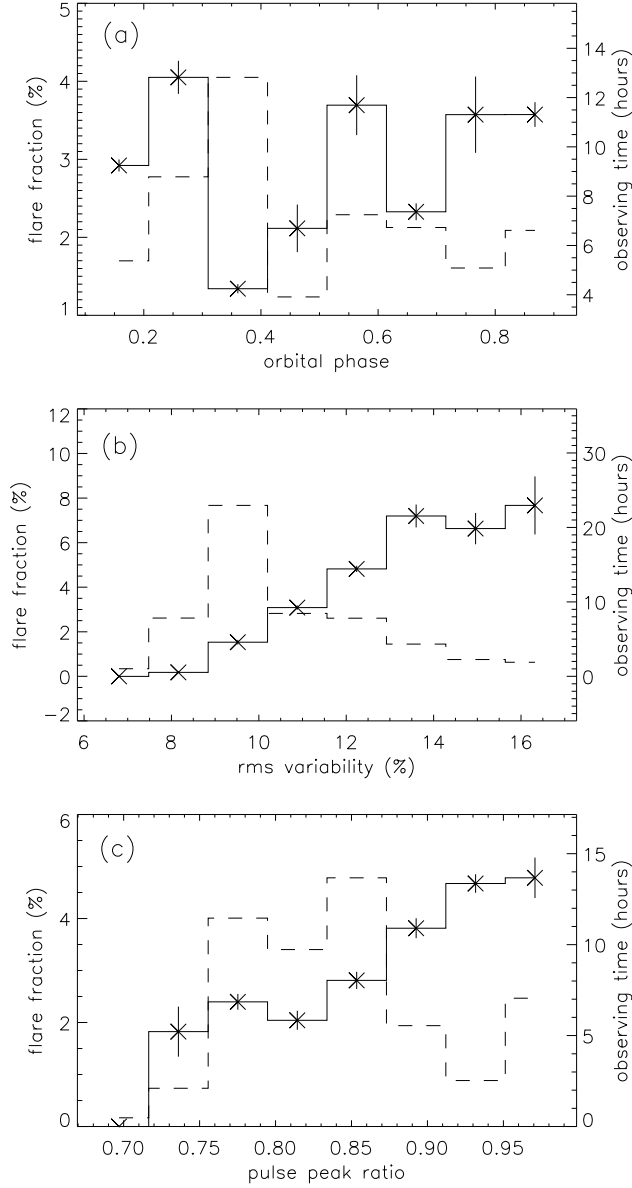 (a)
5
4
3
2
1
flare fraction (%)
14
12
10
8
6
4
observing time (hours)
0.2 0.4 0.6 0.8
orbital phase
(b)
12
10
8
6
4
2
0
−2
flare fraction (%)
30
20
10
0
observing time (hours)
6 8 10 12 14 16
rms variability (%)
(c)
6
4
2
0
flare fraction (%)
15
10
5
0
observing time (hours)
0.70 0.75 0.80 0.85 0.90 0.95
pulse peak ratio